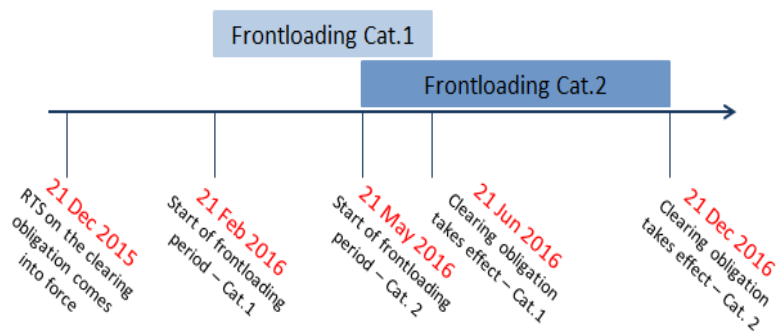 Frontloading Cat.1
Frontloading Cat.2
21 Dec 2015
RTS on the clearing
obligation comes
into force
21 Feb 2016
Start of frontloading
period – Cat.1
21 May 2016
Start of frontloading
period – Cat. 2
21 Jun 2016
Clearing obligation
takes effect – Cat.1
21 Dec 2016
Clearing obligation
takes effect – Cat. 2